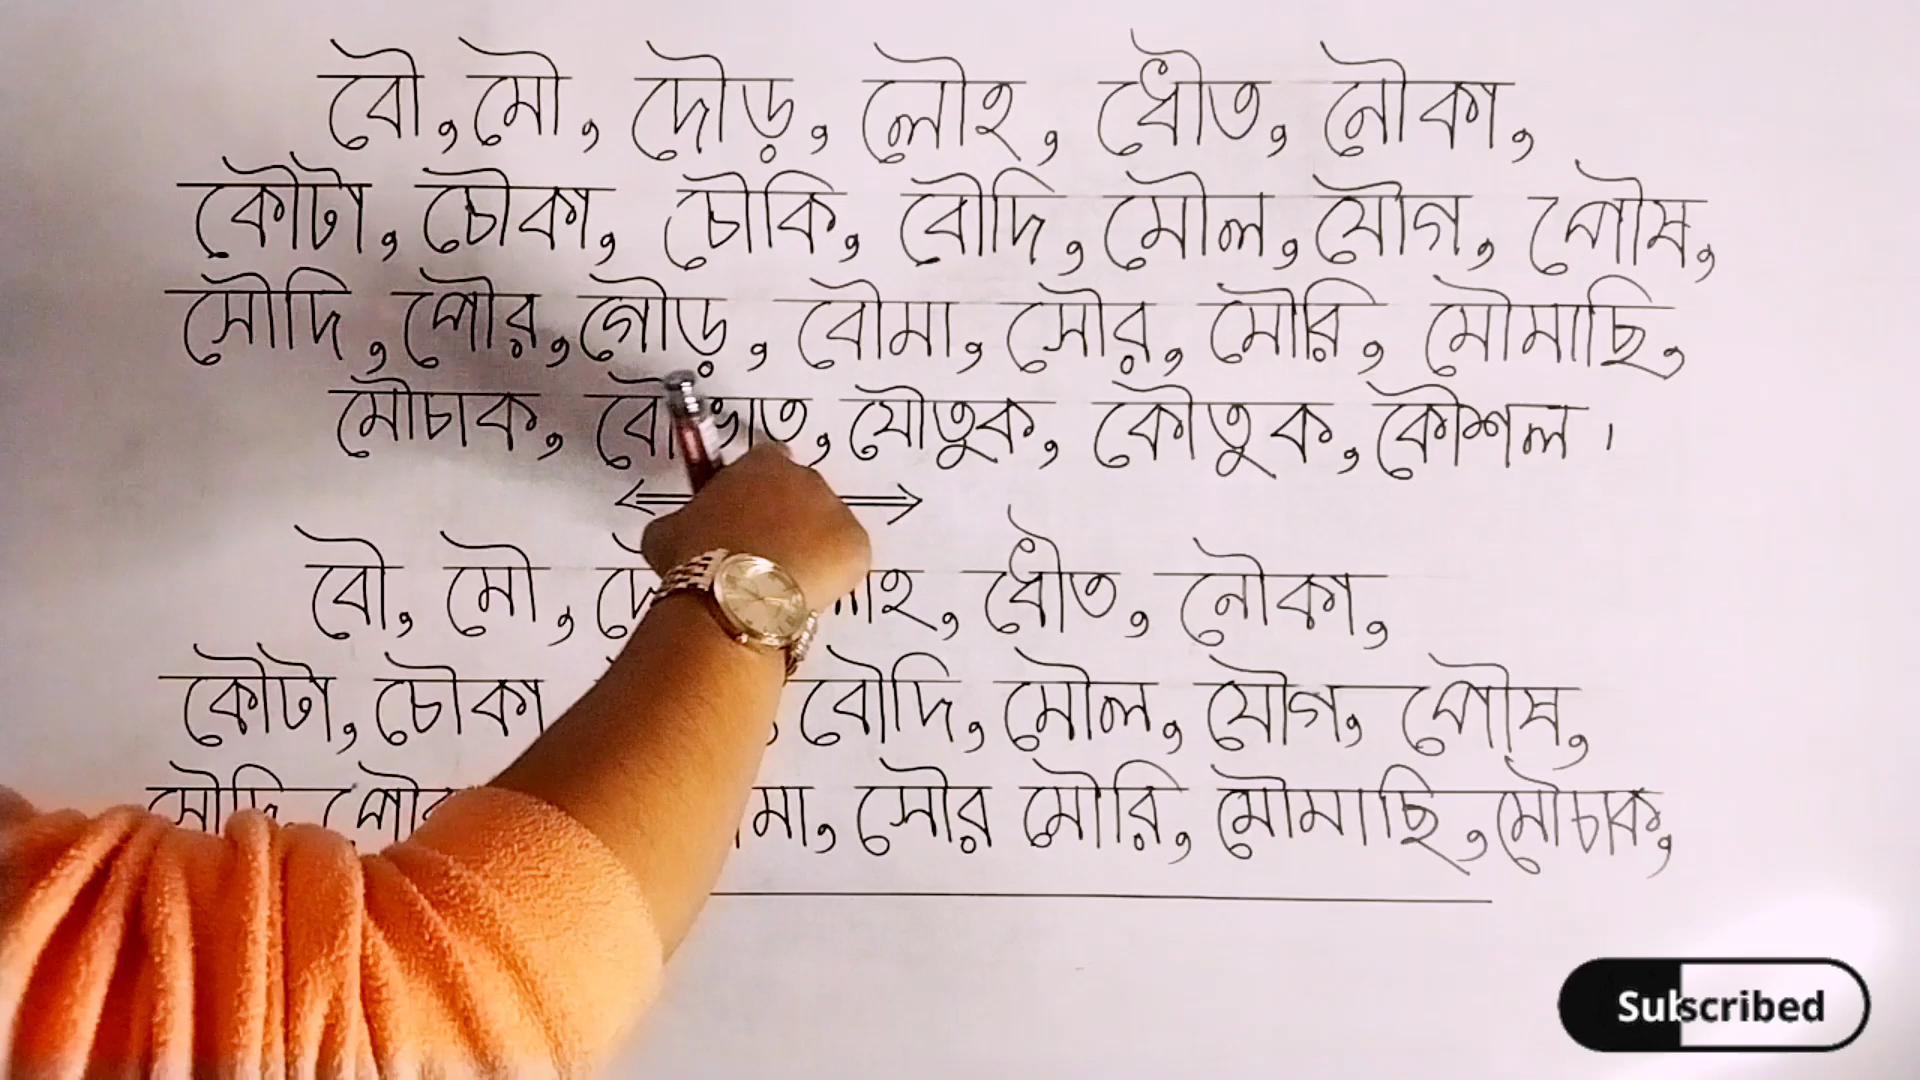 বৌ, মৌ, দৌড়, লৌহ, ধৌত, নৌকা,
কৌটা, চৌকা, চৌকি, বৌদি, মৌল, যৌগ, পৌষ,
সৌদি, পৌর, গৌড়, বৌমা, সৌর, মৌরি, মৌমাছি,
মৌচাক, বৌভাত, যৌতুক, কৌতুক, কৌশল।
বৌ, মৌ, ধৌত, নৌকা,
কৌটা, চৌকা বৌদি, মৌল, যৌগ, পৌষ,
সৌদি মা, সৌর মৌরি, মৌমাছি, মৌচাক,
Subscribed